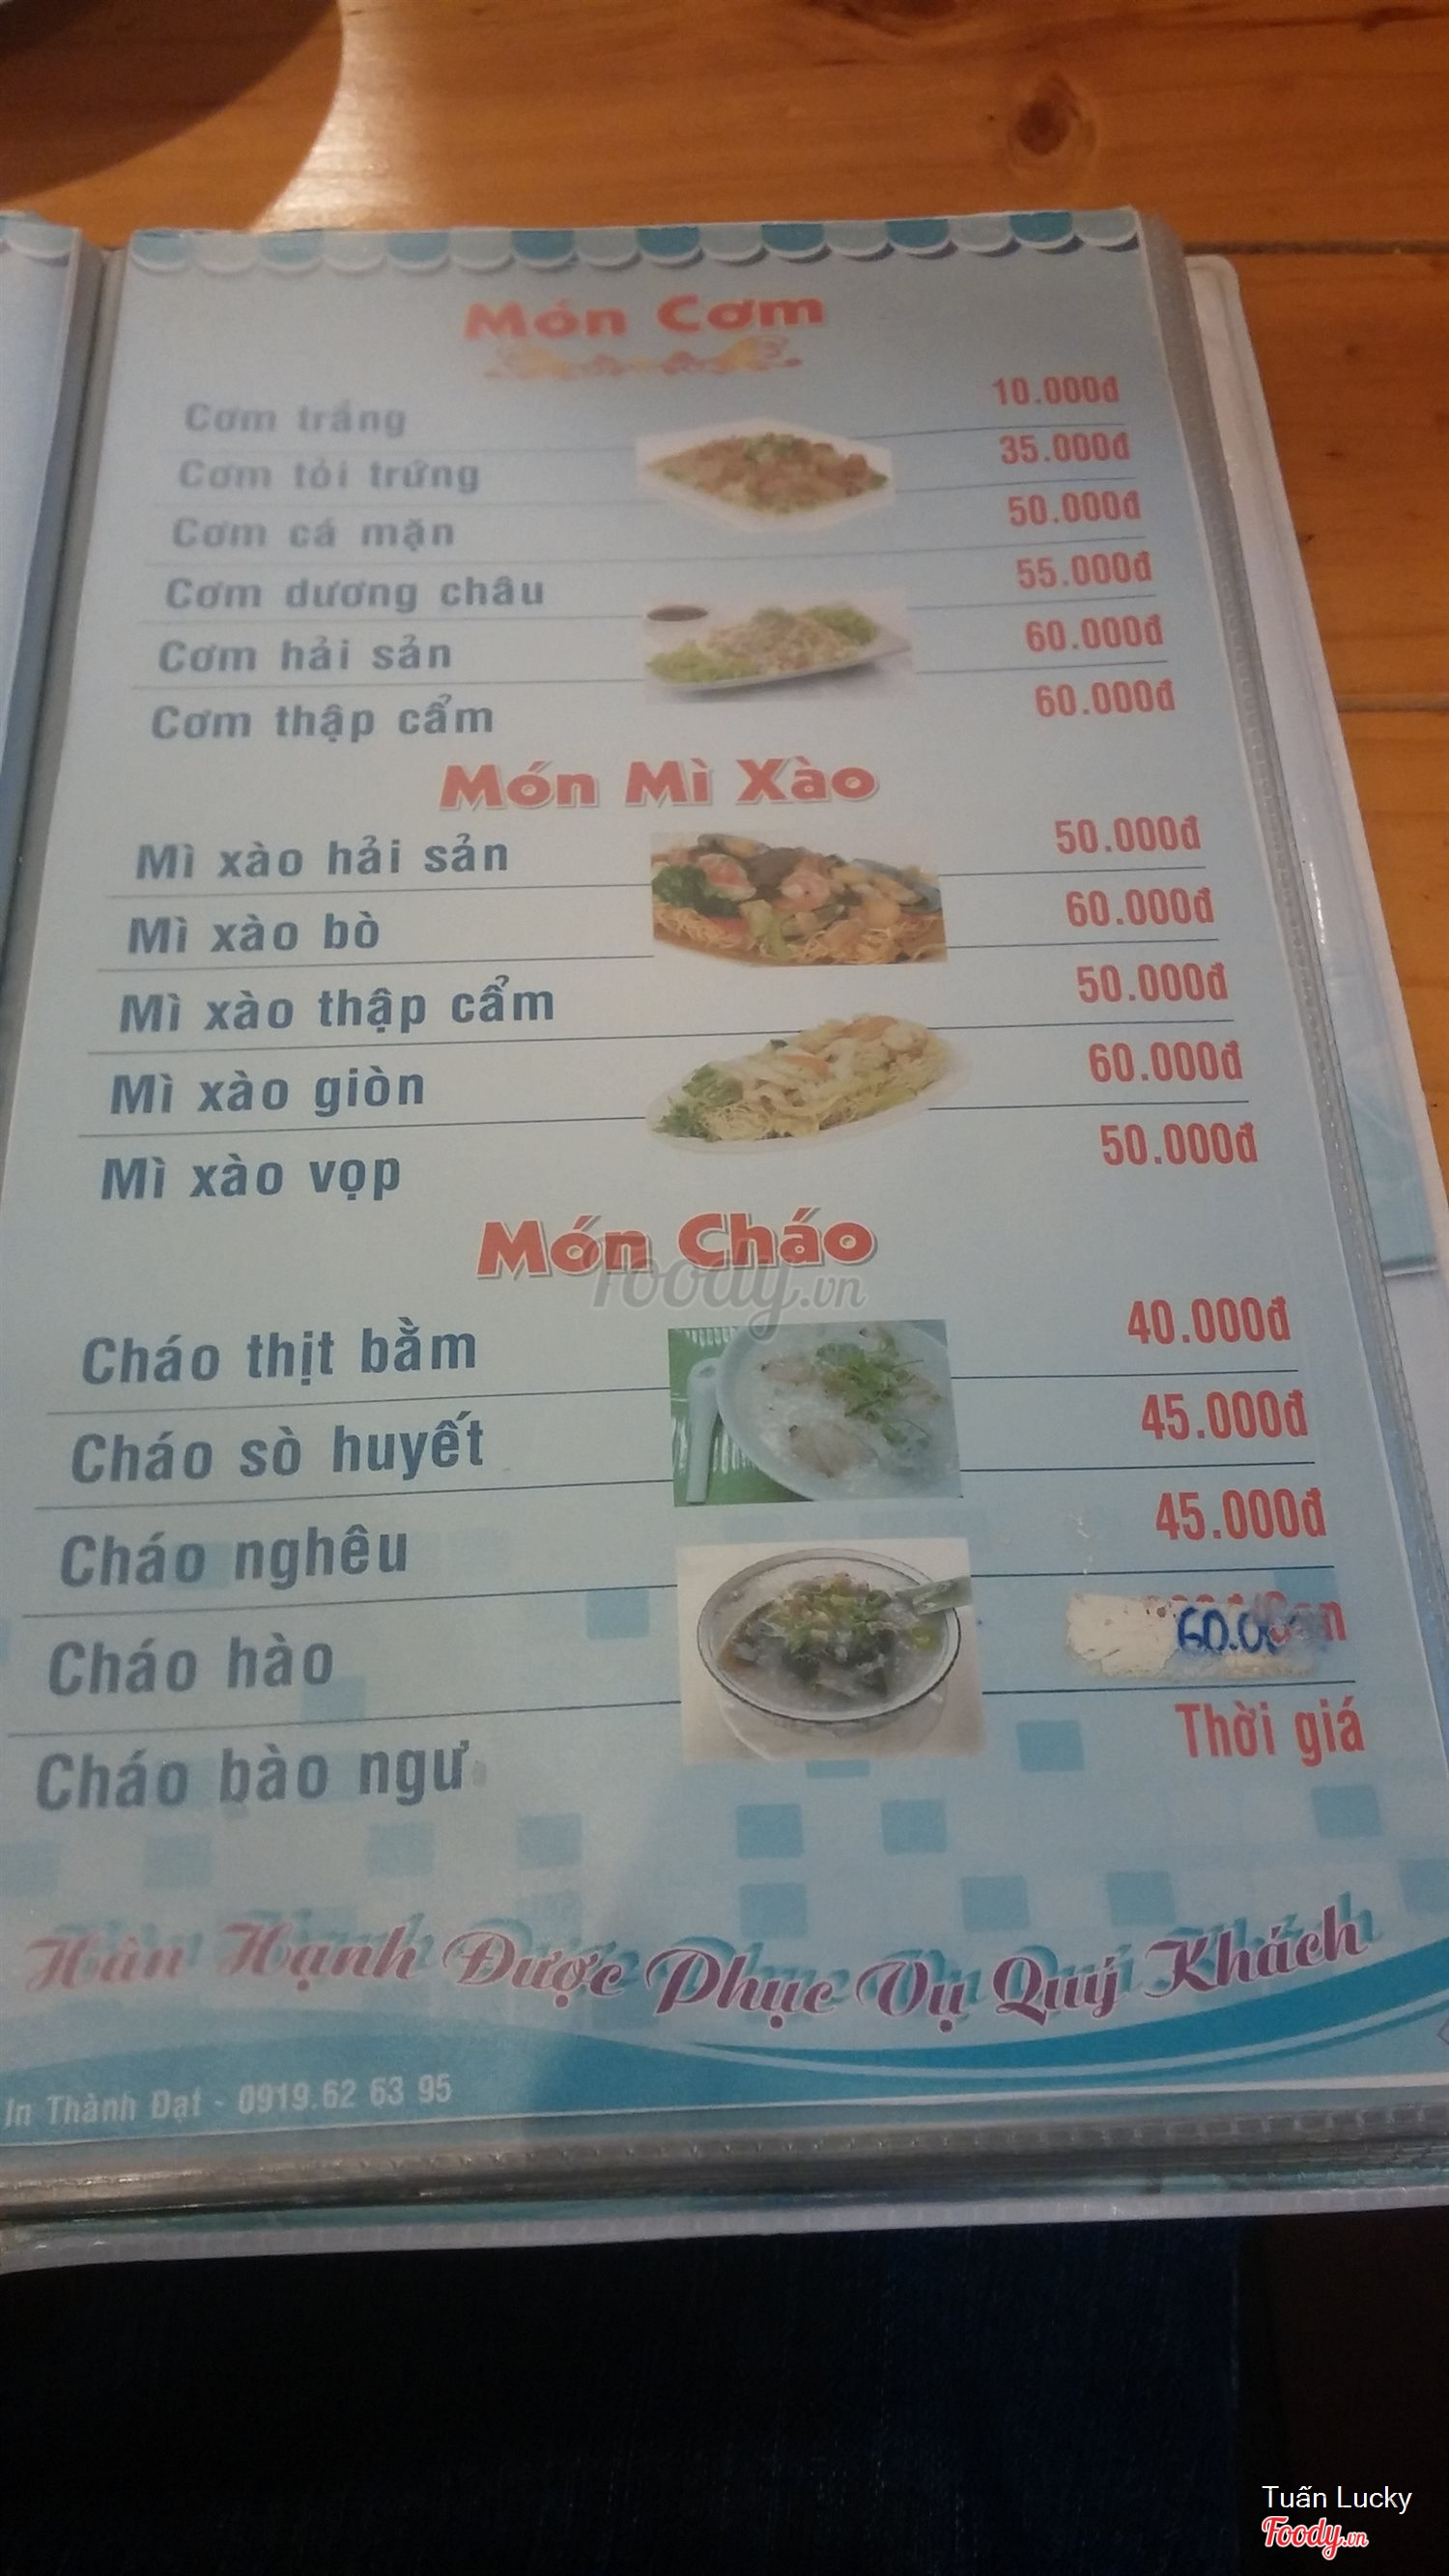 Món Cơm
Cơm trắng 10.000đ
Cơm tỏi trứng 35.000đ
Cơm cá mặn 50.000đ
Cơm dương châu 55.000đ
Cơm hải sản 60.000đ
Cơm thập cẩm 60.000đ
Món Mì Xào
Mì xào hải sản 50.000đ
Mì xào bò 60.000đ
Mì xào thập cẩm 50.000đ
Mì xào giòn 60.000đ
Mì xào vọp 50.000đ
Món Cháo
Foody.vn
Cháo thịt bằm 40.000đ
Cháo sò huyết 45.000đ
Cháo nghêu 45.000đ
Cháo hào
Cháo bào ngư Thời giá
Hân Hạnh Được Phục Vụ Quý Khách
In Thành Đạt - 0919.62 63 95
Tuấn Lucky
Foody.vn